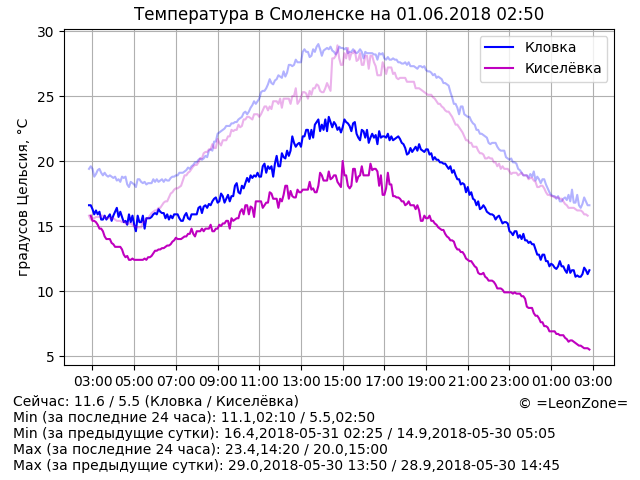 Температура в Смоленске на 01.06.2018 02:50
градусов Цельсия, °C
30
25
20
15
10
5
Кловка
Киселёвка
03:00 05:00 07:00 09:00 11:00 13:00 15:00 17:00 19:00 21:00 23:00 01:00 03:00
Сейчас: 11.6 / 5.5 (Кловка / Киселёвка)
© =LeonZone=
Min (за последние 24 часа): 11.1,02:10 / 5.5,02:50
Min (за предыдущие сутки): 16.4,2018-05-31 02:25 / 14.9,2018-05-30 05:05
Max (за последние 24 часа): 23.4,14:20 / 20.0,15:00
Max (за предыдущие сутки): 29.0,2018-05-30 13:50 / 28.9,2018-05-30 14:45